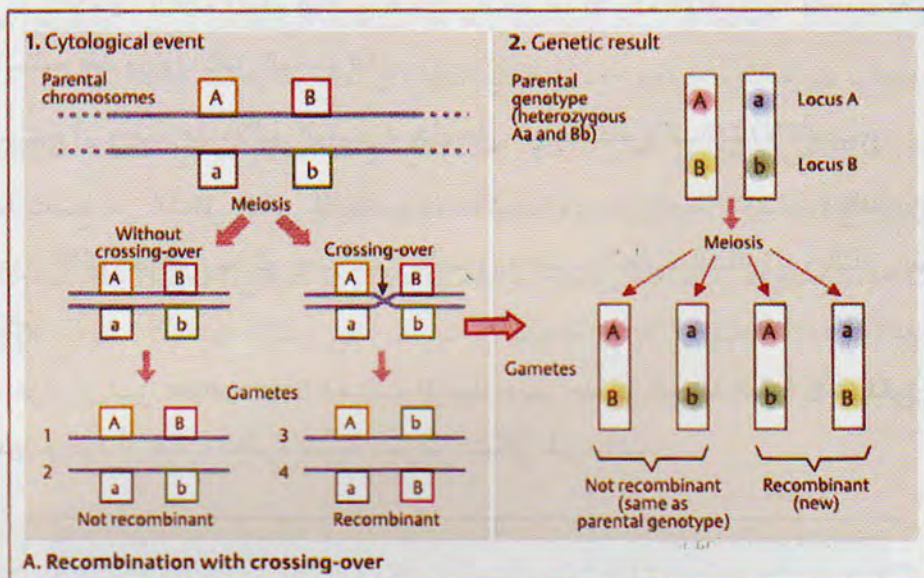 1. Cytological event
Parental
chromosomes
A
B
a
b
Meiosis
Without
crossing-over
Crossing-over
A
B
a
b
A
B
a
b
Gametes
1
A
B
2
a
b
Not recombinant
3
A
b
4
a
B
Recombinant
2. Genetic result
Parental
genotype
(heterozygous
Aa and Bb)
A
a
Locus A
B
b
Locus B
Meiosis
Gametes
A
a
A
a
B
b
b
B
Not recombinant
(same as
parental genotype)
Recombinant
(new)
A. Recombination with crossing-over